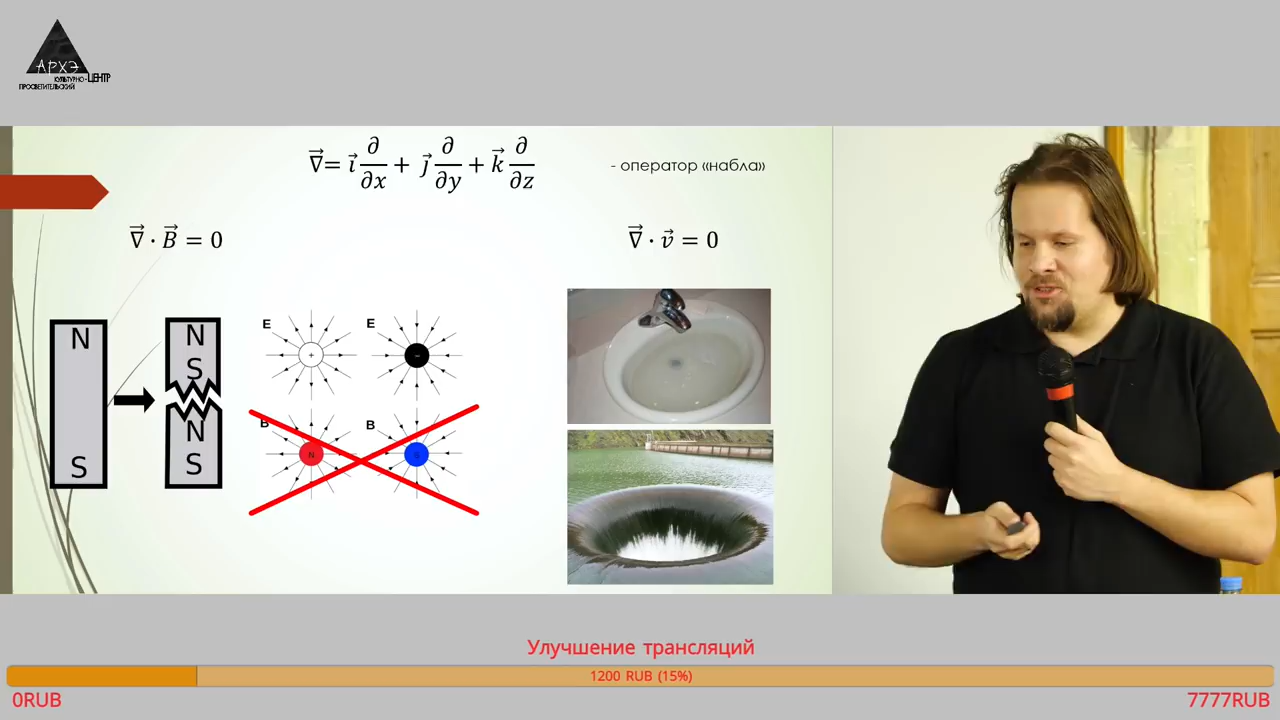 АРХЭ
КУЛЬТУРНО-ЦЕНТР
ПРОСВЕТИТЕЛЬСКИЙ
∇⃗= i⃗ ∂/∂x + j⃗ ∂/∂y + k⃗ ∂/∂z
- оператор «набла»
∇⃗ · B⃗ = 0
∇⃗ · v⃗ = 0
N
S
N
S
N
S
E
+
E
−
B
N
B
Улучшение трансляций
1200 RUB (15%)
0RUB
7777RUB